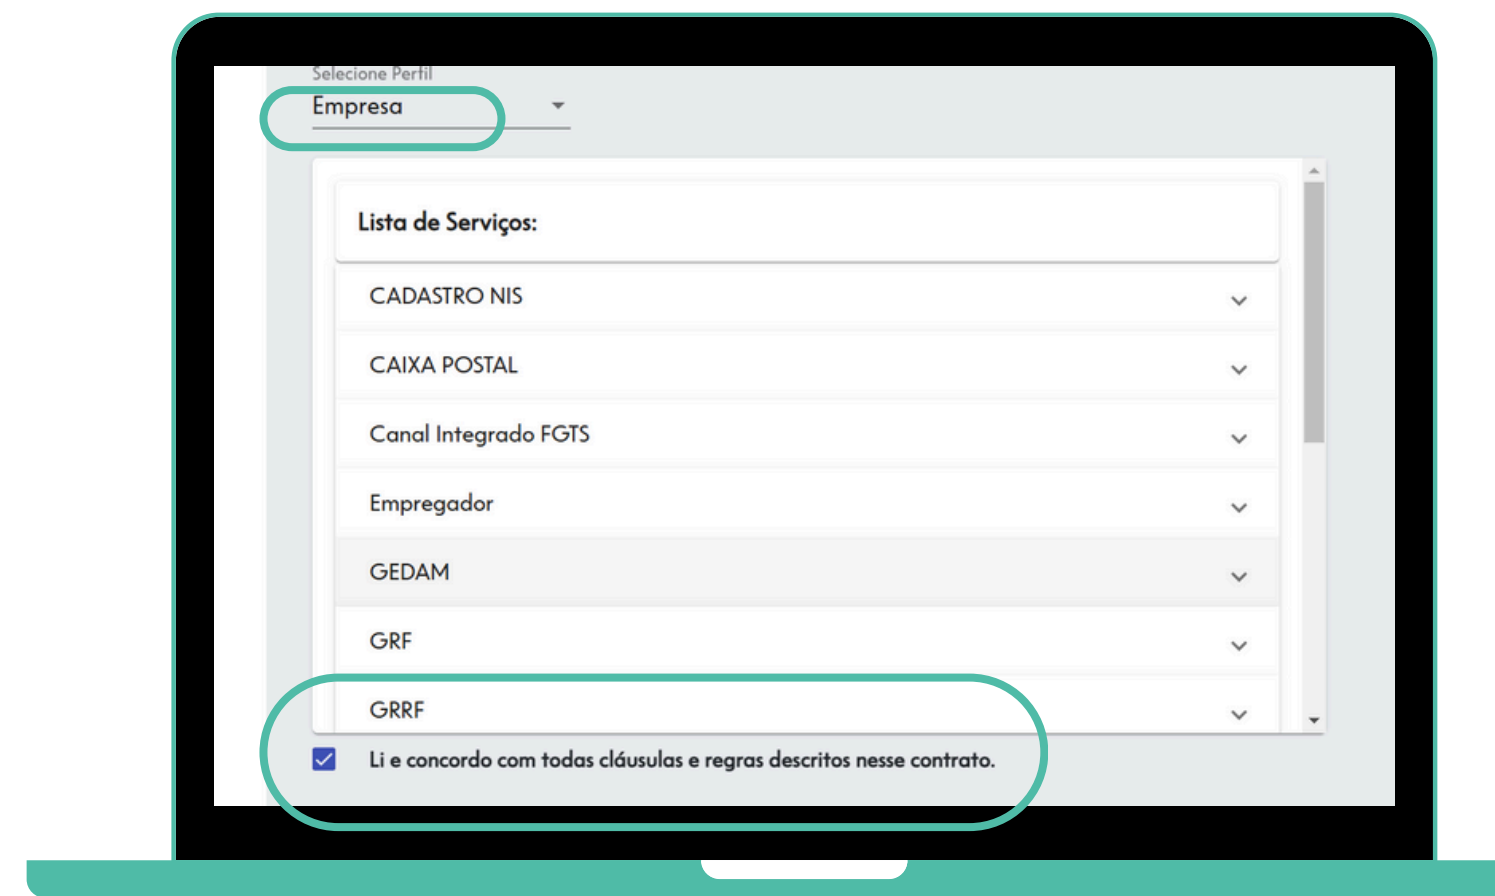 Selecione Perfil
Empresa
Lista de Serviços:
CADASTRO NIS
CAIXA POSTAL
Canal Integrado FGTS
Empregador
GEDAM
GRF
GRRF
Li e concordo com todas cláusulas e regras descritos nesse contrato.